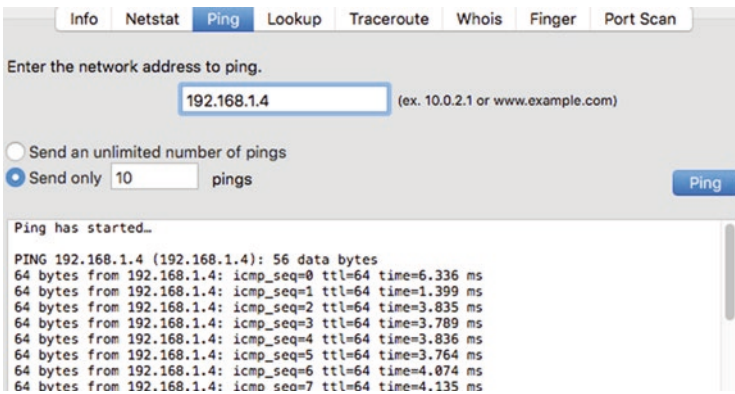 Info Netstat Ping Lookup Traceroute Whois Finger Port Scan
Enter the network address to ping.
192.168.1.4 (ex. 10.0.2.1 or www.example.com)
Send an unlimited number of pings
Send only 10 pings
Ping
Ping has started…
PING 192.168.1.4 (192.168.1.4): 56 data bytes
64 bytes from 192.168.1.4: icmp_seq=0 ttl=64 time=6.336 ms
64 bytes from 192.168.1.4: icmp_seq=1 ttl=64 time=1.399 ms
64 bytes from 192.168.1.4: icmp_seq=2 ttl=64 time=3.835 ms
64 bytes from 192.168.1.4: icmp_seq=3 ttl=64 time=3.789 ms
64 bytes from 192.168.1.4: icmp_seq=4 ttl=64 time=3.836 ms
64 bytes from 192.168.1.4: icmp_seq=5 ttl=64 time=3.764 ms
64 bytes from 192.168.1.4: icmp_seq=6 ttl=64 time=4.074 ms
64 bytes from 192.168.1.4: icmp_seq=7 ttl=64 time=4.135 ms